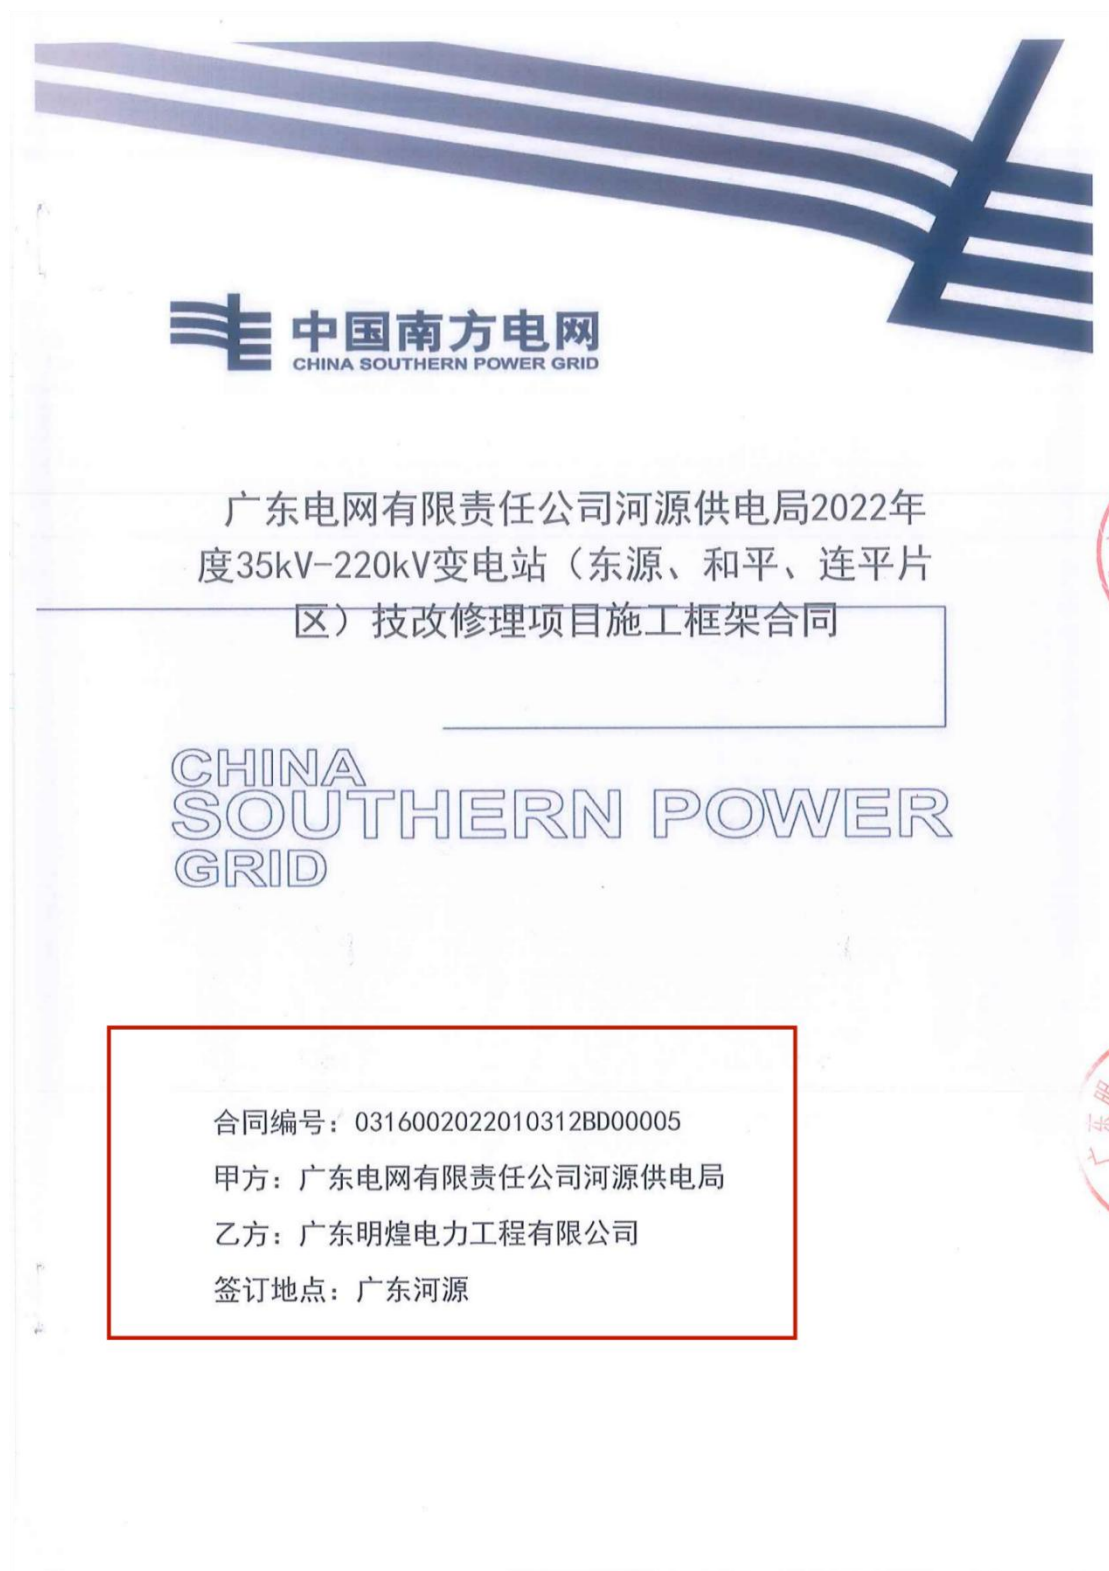 中国南方电网
CHINA SOUTHERN POWER GRID
广东电网有限责任公司河源供电局2022年
度35kV-220kV变电站（东源、和平、连平片
区）技改修理项目施工框架合同
CHINA
SOUTHERN POWER
GRID
合同编号：0316002022010312BD00005
甲方：广东电网有限责任公司河源供电局
乙方：广东明煌电力工程有限公司
签订地点：广东河源